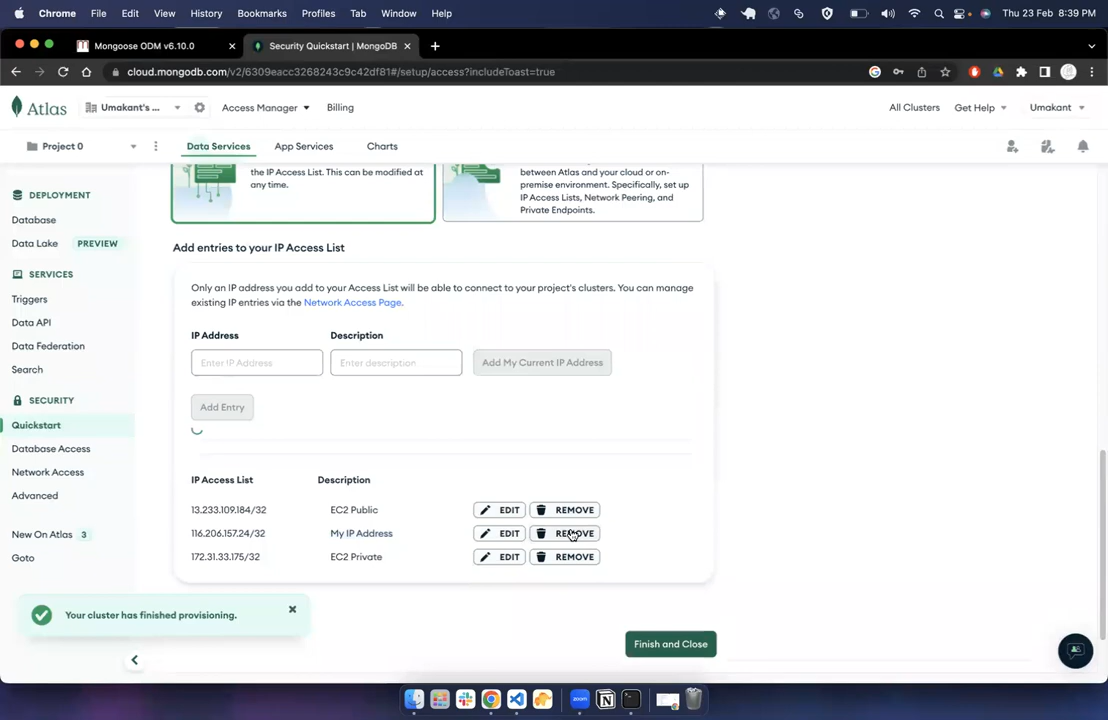 Chrome File Edit View History Bookmarks Profiles Tab Window Help Thu 23 Feb 8:39 PM
Mongoose ODM v6.10.0 Security Quickstart | MongoDB
cloud.mongodb.com/v2/6309eacc3268243c9c42df81#/setup/access?includeToast=true
Atlas Umakant's ... Access Manager Billing All Clusters Get Help Umakant
Project 0 Data Services App Services Charts
DEPLOYMENT
Database
Data Lake PREVIEW
SERVICES
Triggers
Data API
Data Federation
Search
SECURITY
Quickstart
Database Access
Network Access
Advanced
New On Atlas 3
Goto
the IP Access List. This can be modified at
any time.
between Atlas and your cloud or on-
premise environment. Specifically, set up
IP Access Lists, Network Peering, and
Private Endpoints.
Add entries to your IP Access List
Only an IP address you add to your Access List will be able to connect to your project's clusters. You can manage
existing IP entries via the Network Access Page.
IP Address Description
Enter IP Address Enter description Add My Current IP Address
Add Entry
IP Access List Description
13.233.109.184/32 EC2 Public EDIT REMOVE
116.206.157.24/32 My IP Address EDIT REMOVE
172.31.33.175/32 EC2 Private EDIT REMOVE
Your cluster has finished provisioning.
Finish and Close
zoom